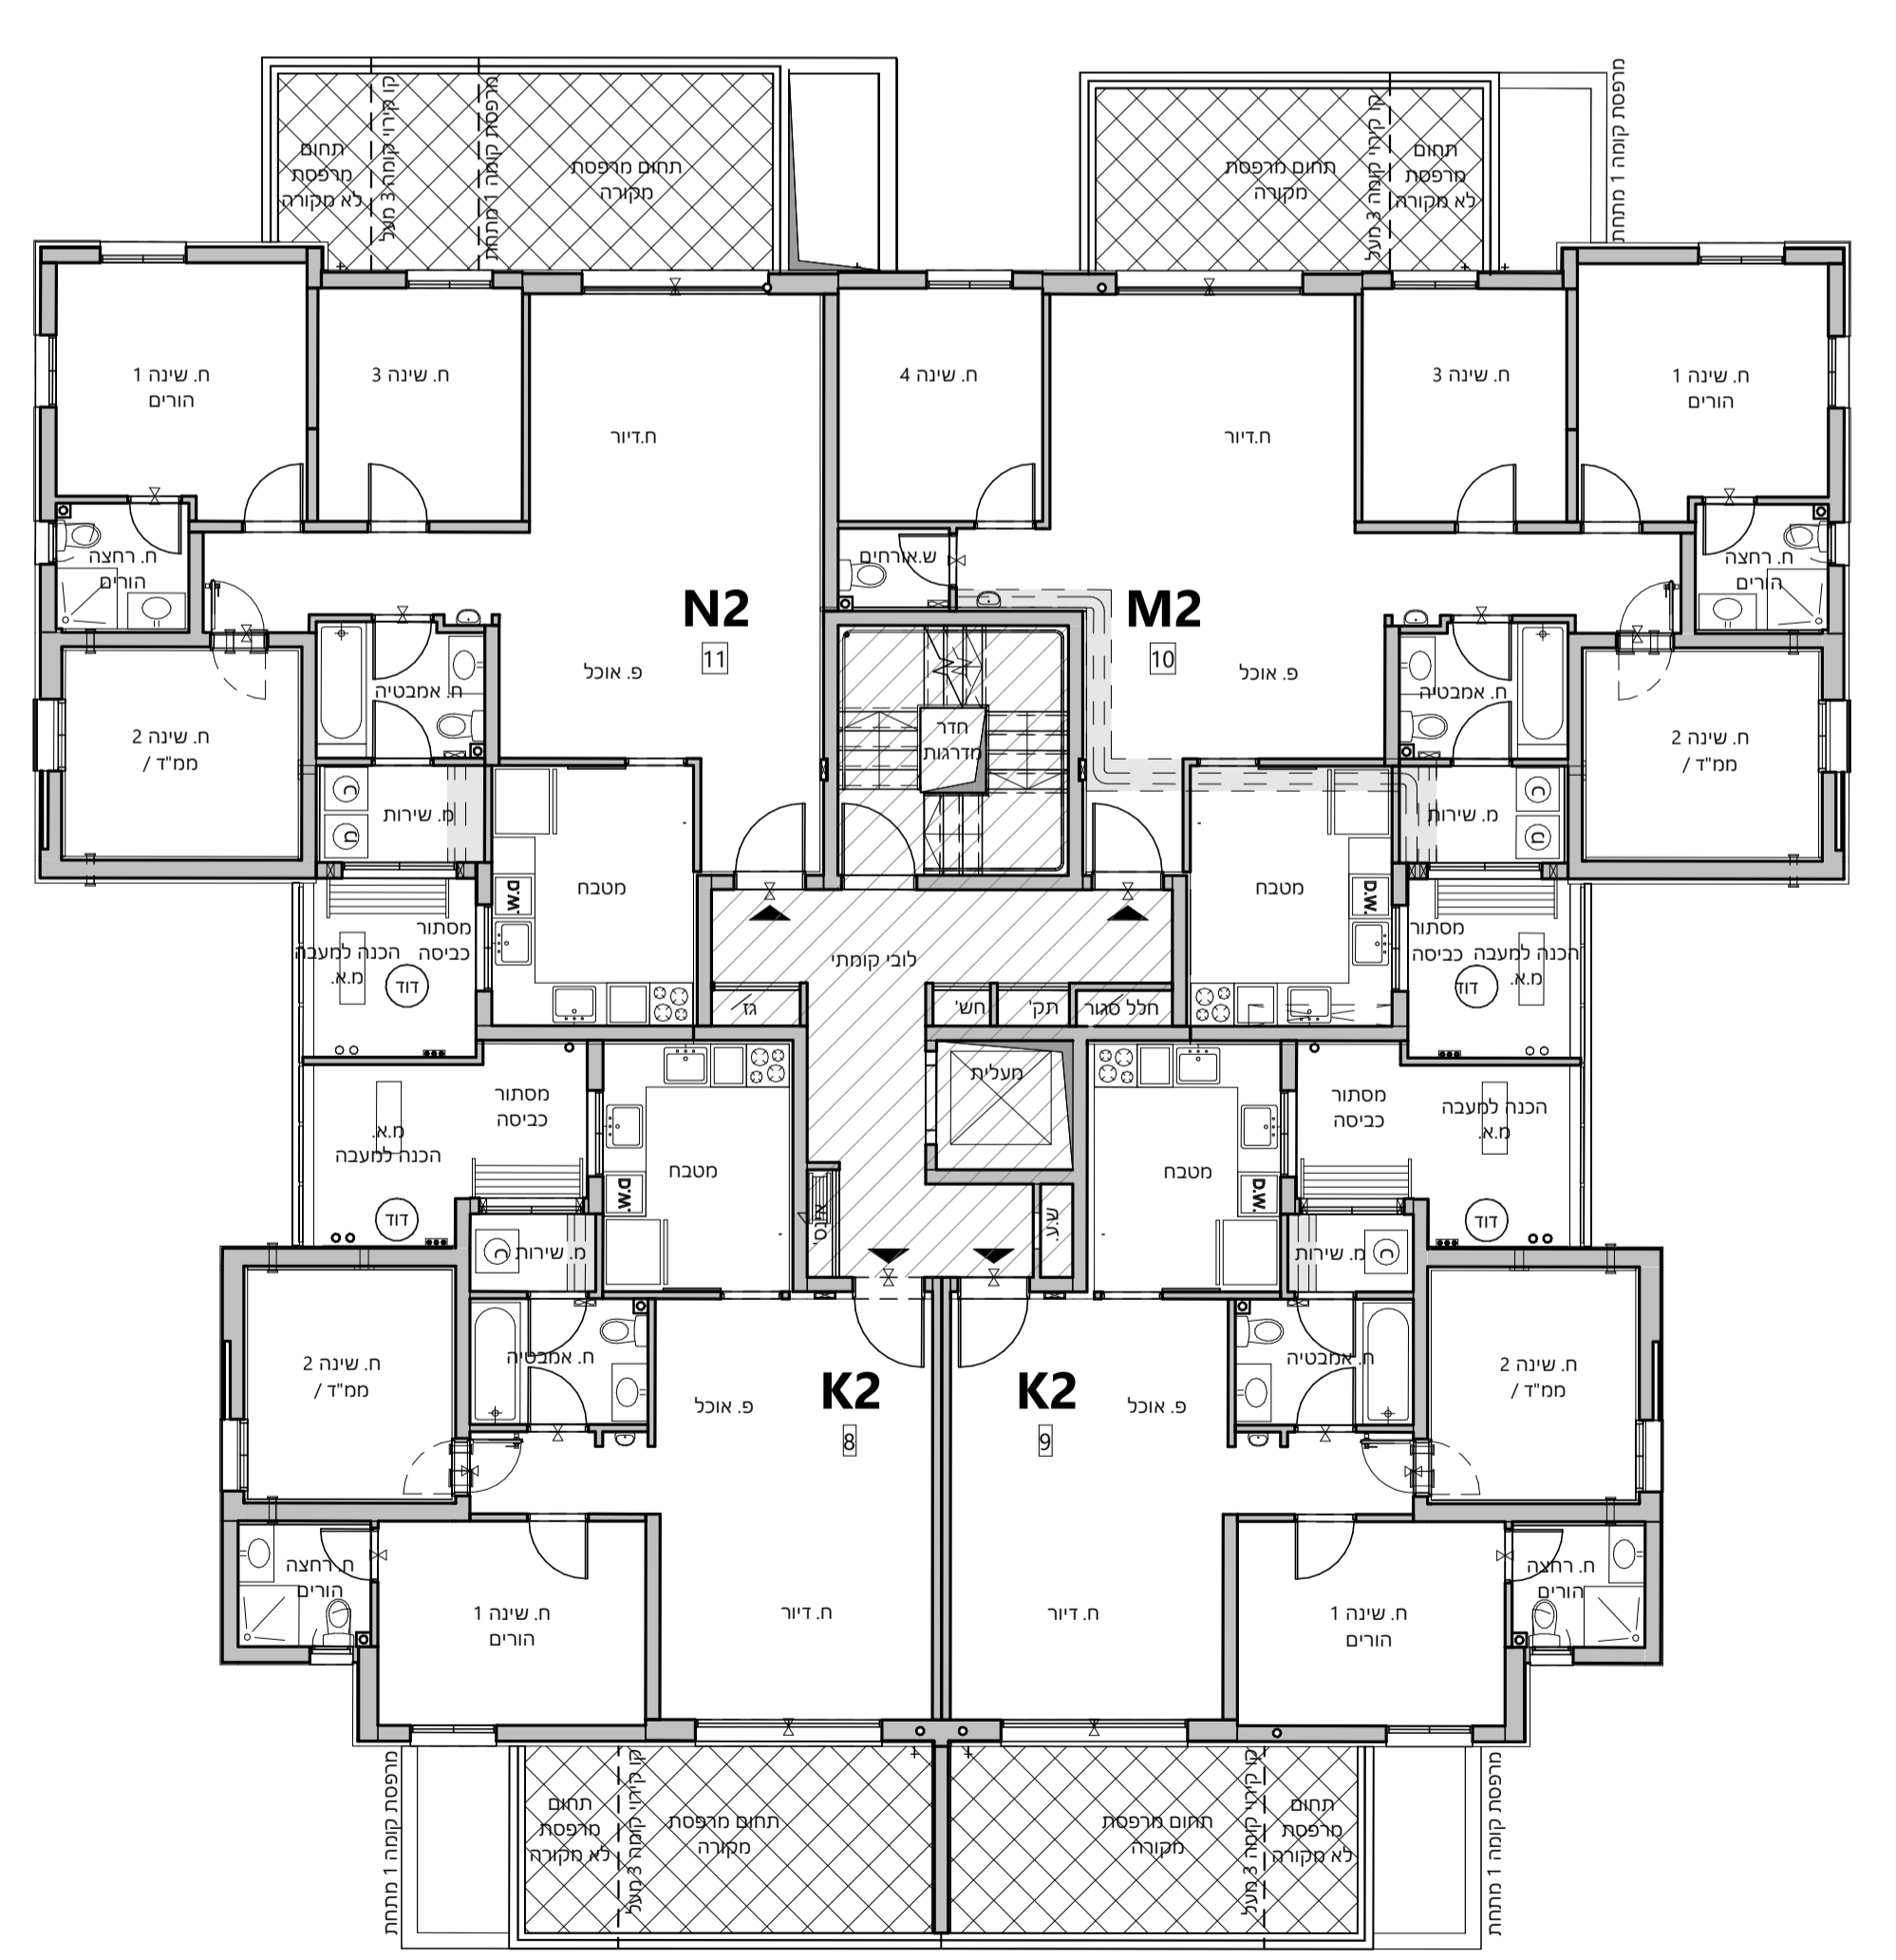 תחום
מרפסת
לא מקורה
קו קירוי קומה 3 מעל
מרפסת קומה 1 מתחת
תחום מרפסת
מקורה
תחום מרפסת
מקורה
קו קירוי קומה 3 מעל
תחום
מרפסת
לא מקורה
מרפסת קומה 1 מתחת
ח. שינה 1
הורים
ח. שינה 3
ח.דיור
ח. שינה 4
ח.דיור
ח. שינה 3
ח. שינה 1
הורים
ח. רחצה
הורים
ש.אורחים
ח. רחצה
הורים
N2
11
M2
10
פ. אוכל
פ. אוכל
ח. אמבטיה
ח. אמבטיה
ח. שינה 2
/ ממ"ד
חדר
מדרגות
ח. שינה 2
/ ממ"ד
מ. שירות
מ. שירות
מטבח
D.W.
מטבח
D.W.
מסתור
כביסה
הכנה למעבה
מ.א.
דוד
לובי קומתי
מסתור
כביסה
הכנה למעבה
מ.א.
דוד
גז
חש'
תק'
חלל סגור
מעלית
מסתור
כביסה
מ.א.
הכנה למעבה
דוד
מטבח
D.W.
מטבח
D.W.
מסתור
כביסה
הכנה למעבה
מ.א.
דוד
ש.ע.
מ. שירות
מ. שירות
ח. שינה 2
/ ממ"ד
ח. אמבטיה
פ. אוכל
K2
8
K2
9
פ. אוכל
ח. אמבטיה
ח. שינה 2
/ ממ"ד
ח. רחצה
הורים
ח. שינה 1
הורים
ח. דיור
ח. דיור
ח. שינה 1
הורים
ח. רחצה
הורים
מרפסת קומה 1 מתחת
תחום
מרפסת
לא מקורה
קו קירוי קומה 3 מעל
תחום מרפסת
מקורה
תחום מרפסת
מקורה
קו קירוי קומה 3 מעל
תחום
מרפסת
לא מקורה
מרפסת קומה 1 מתחת